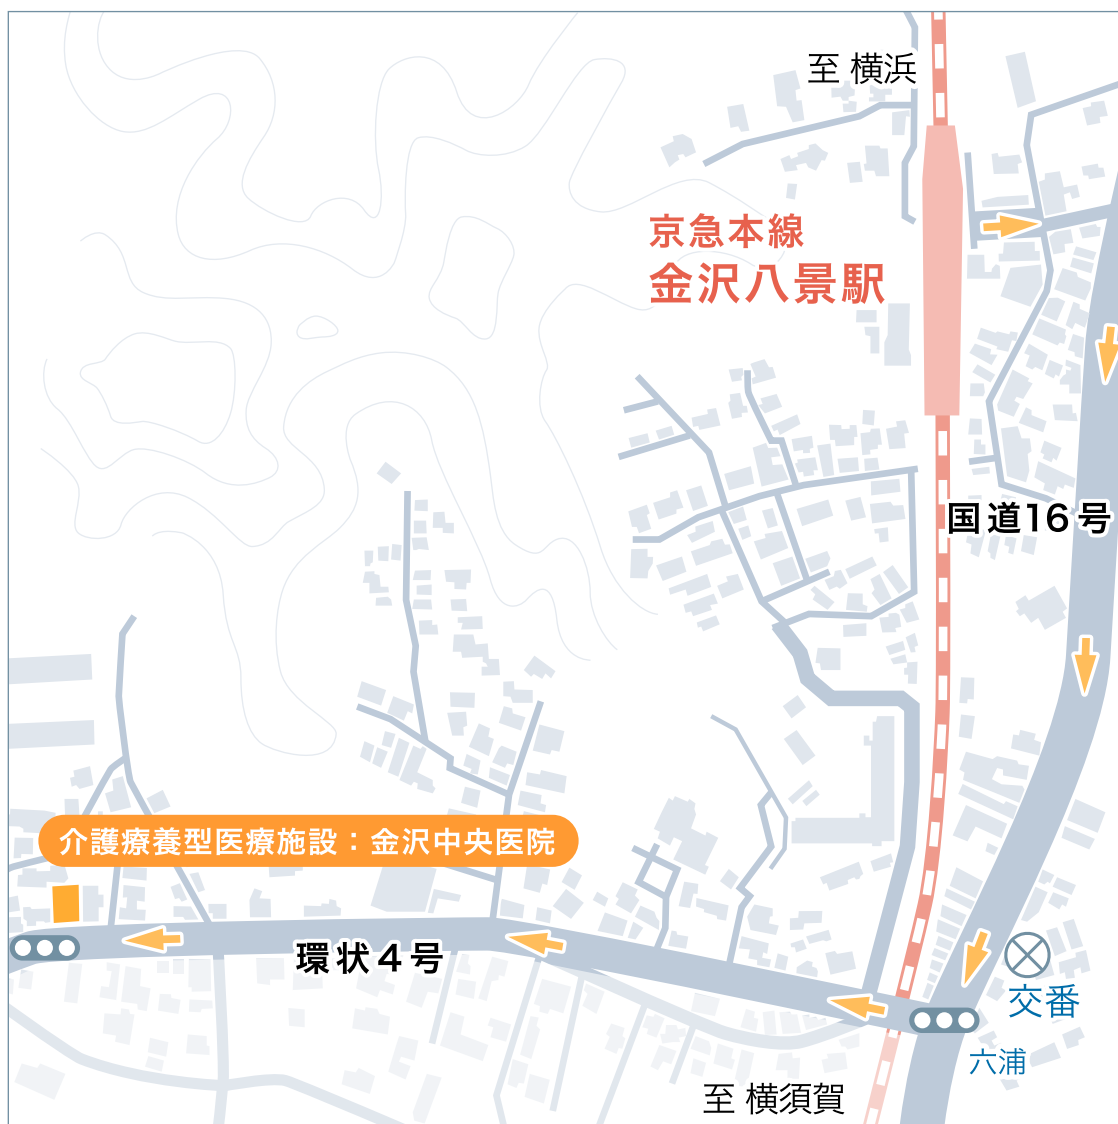 至 横浜
京急本線
金沢八景駅
国道16号
介護療養型医療施設：金沢中央医院
環状4号
交番
六浦
至 横須賀